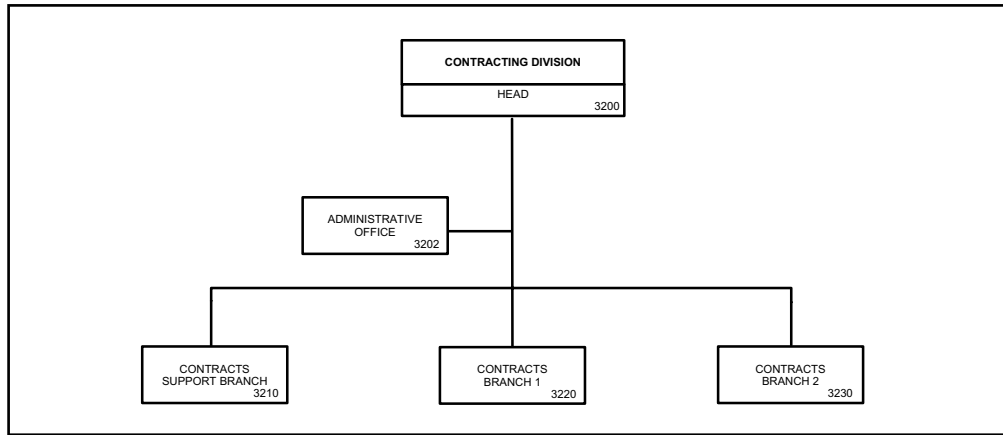 CONTRACTING DIVISION
HEAD
3200
ADMINISTRATIVE
OFFICE
3202
CONTRACTS
SUPPORT BRANCH
3210
CONTRACTS
BRANCH 1
3220
CONTRACTS
BRANCH 2
3230